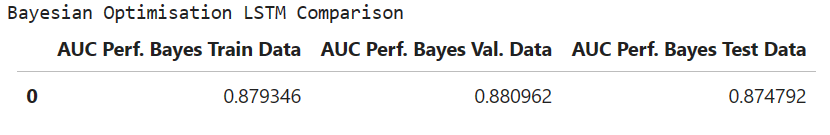 Bayesian Optimisation LSTM Comparison
AUC Perf. Bayes Train Data AUC Perf. Bayes Val. Data AUC Perf. Bayes Test Data
0 0.879346 0.880962 0.874792